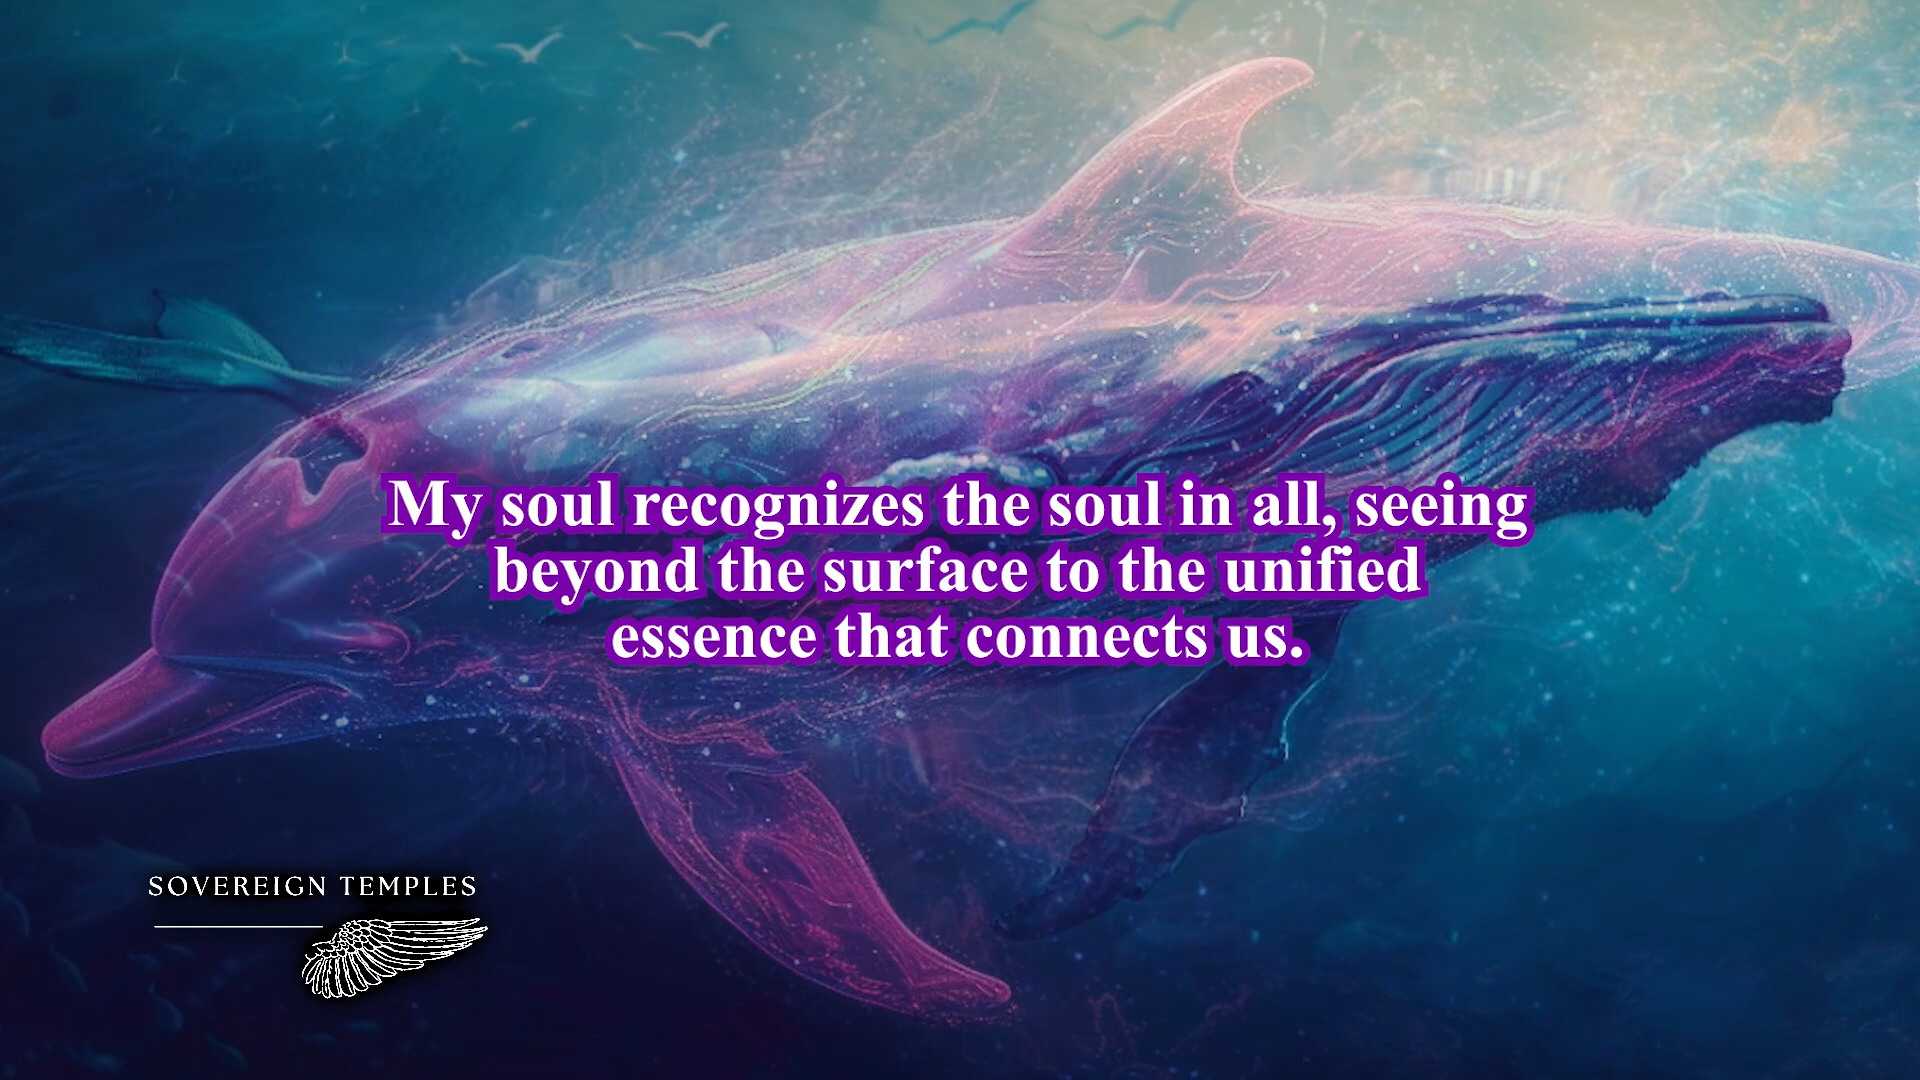 My soul recognizes the soul in all, seeing
beyond the surface to the unified
essence that connects us.
SOVEREIGN TEMPLES